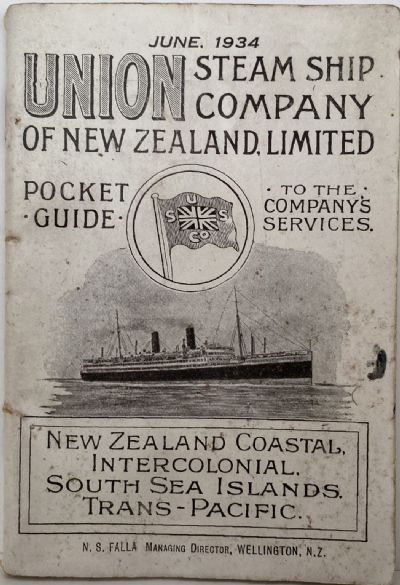 JUNE. 1934
UNION STEAM SHIP
COMPANY
OF NEW ZEALAND, LIMITED
POCKET
· GUIDE ·
U
S S
Co
· TO THE ·
COMPANY'S
SERVICES.
NEW ZEALAND COASTAL,
INTERCOLONIAL.
SOUTH SEA ISLANDS.
TRANS-PACIFIC.
N. S. FALLA MANAGING DIRECTOR, WELLINGTON, N.Z.